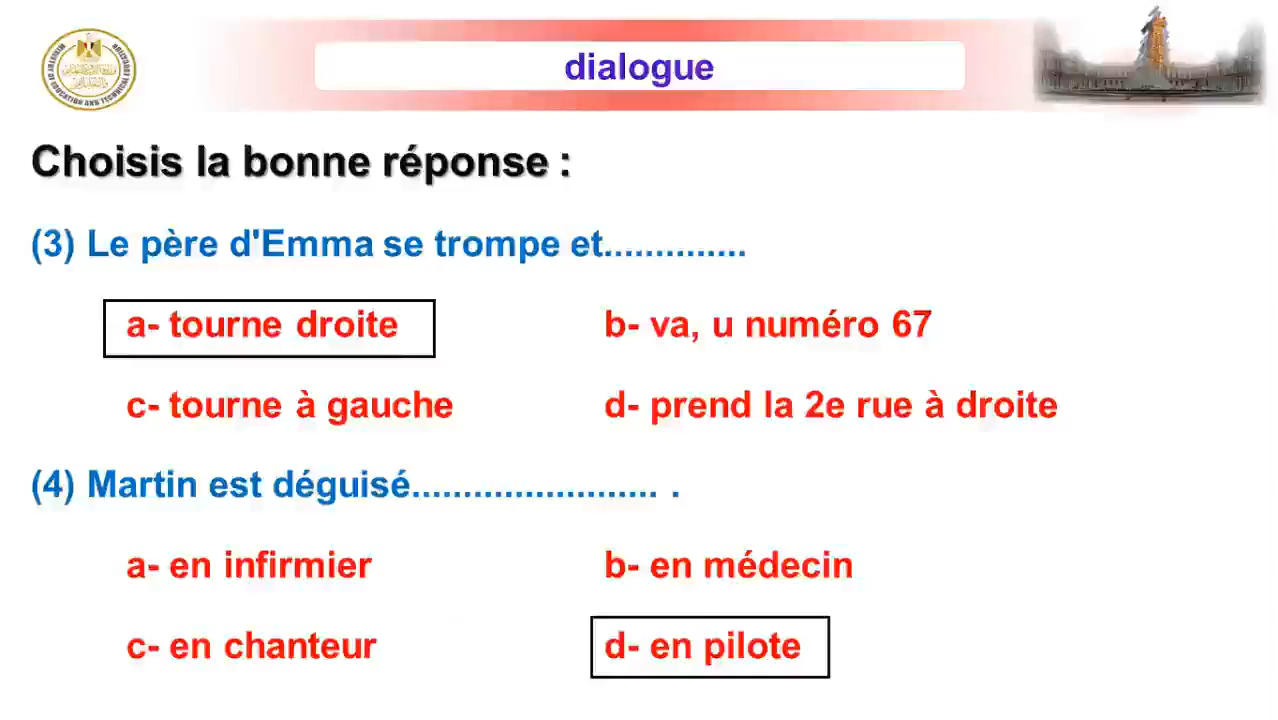 dialogue
Choisis la bonne réponse :
(3) Le père d'Emma se trompe et..............
a- tourne droite
b- va, u numéro 67
c- tourne à gauche
d- prend la 2e rue à droite
(4) Martin est déguisé........................ .
a- en infirmier
b- en médecin
c- en chanteur
d- en pilote